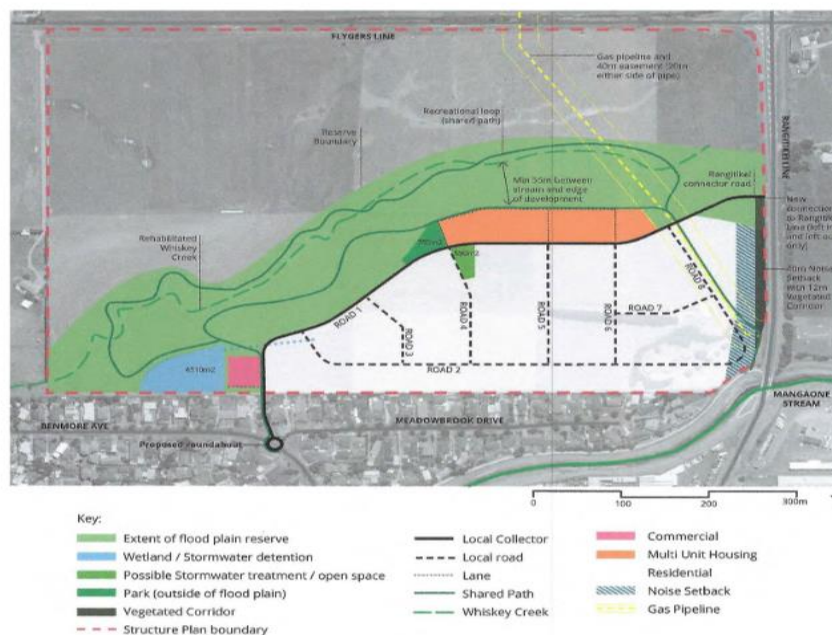 FLYGERS LINE
Gas pipeline and
40m easement (20m
either side of pipe)
Recreational loop
(shared path)
Reserve
Boundary
RANGITIKEI LINE
Min 55m between
stream and edge
of development
Rangitikei
connector road
New
connection
to Rangitikei
Line (left in
and left out
only)
Rehabilitated
Whiskey
Creek
Noise
Setback
with 12m
Vegetated
Corridor
ROAD 1
ROAD 3
ROAD 4
ROAD 5
ROAD 6
ROAD 7
ROAD 8
ROAD 2
4510m2
BENMORE AVE
MEADOWBROOK DRIVE
MANGAONE
STREAM
Proposed roundabout
0
100
200
300m
Key:
Extent of flood plain reserve
Wetland / Stormwater detention
Possible Stormwater treatment / open space
Park (outside of flood plain)
Vegetated Corridor
Structure Plan boundary
Local Collector
Local road
Lane
Shared Path
Whiskey Creek
Commercial
Multi Unit Housing
Residential
Noise Setback
Gas Pipeline